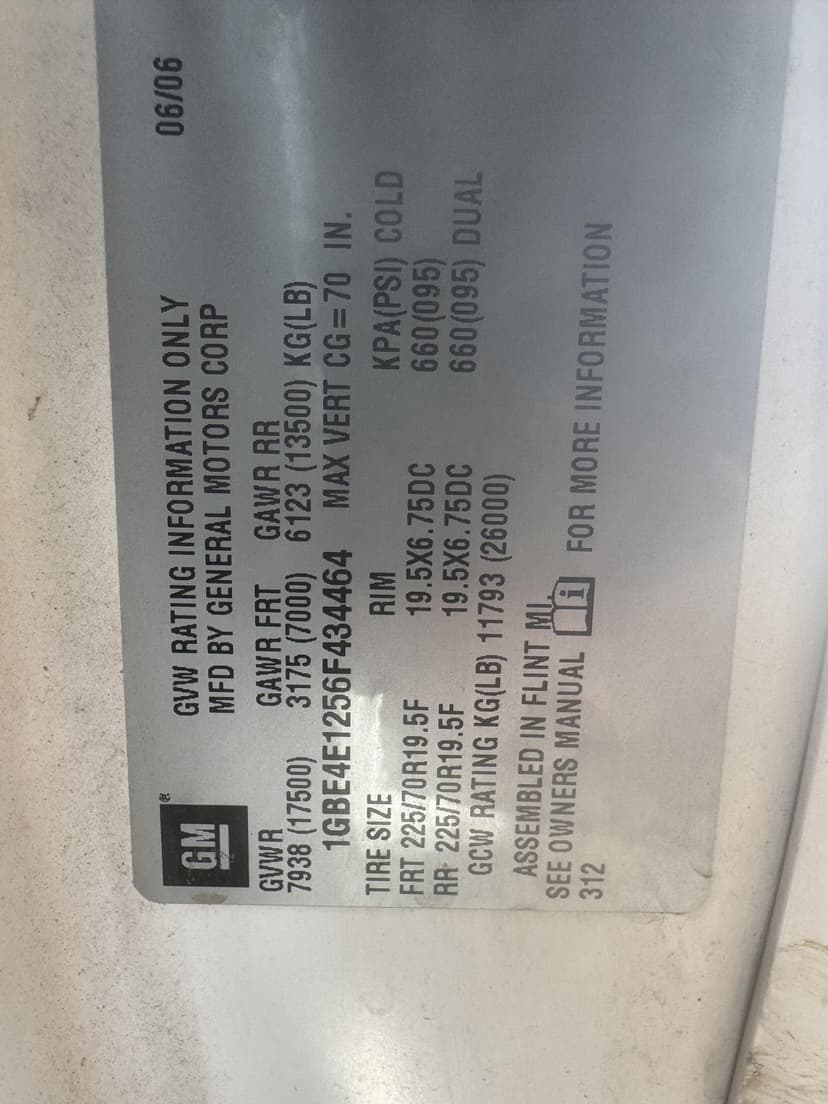 GM®
GVW RATING INFORMATION ONLY 06/06
MFD BY GENERAL MOTORS CORP
GVWR GAWR FRT GAWR RR
7938 (17500) 3175 (7000) 6123 (13500) KG(LB)
1GBE4E1256F434464 MAX VERT CG=70 IN.
TIRE SIZE RIM KPA(PSI) COLD
FRT 225/70R19.5F 19.5X6.75DC 660(095)
RR 225/70R19.5F 19.5X6.75DC 660(095) DUAL
GCW RATING KG(LB) 11793 (26000)
ASSEMBLED IN FLINT MI.
SEE OWNERS MANUAL i FOR MORE INFORMATION
312